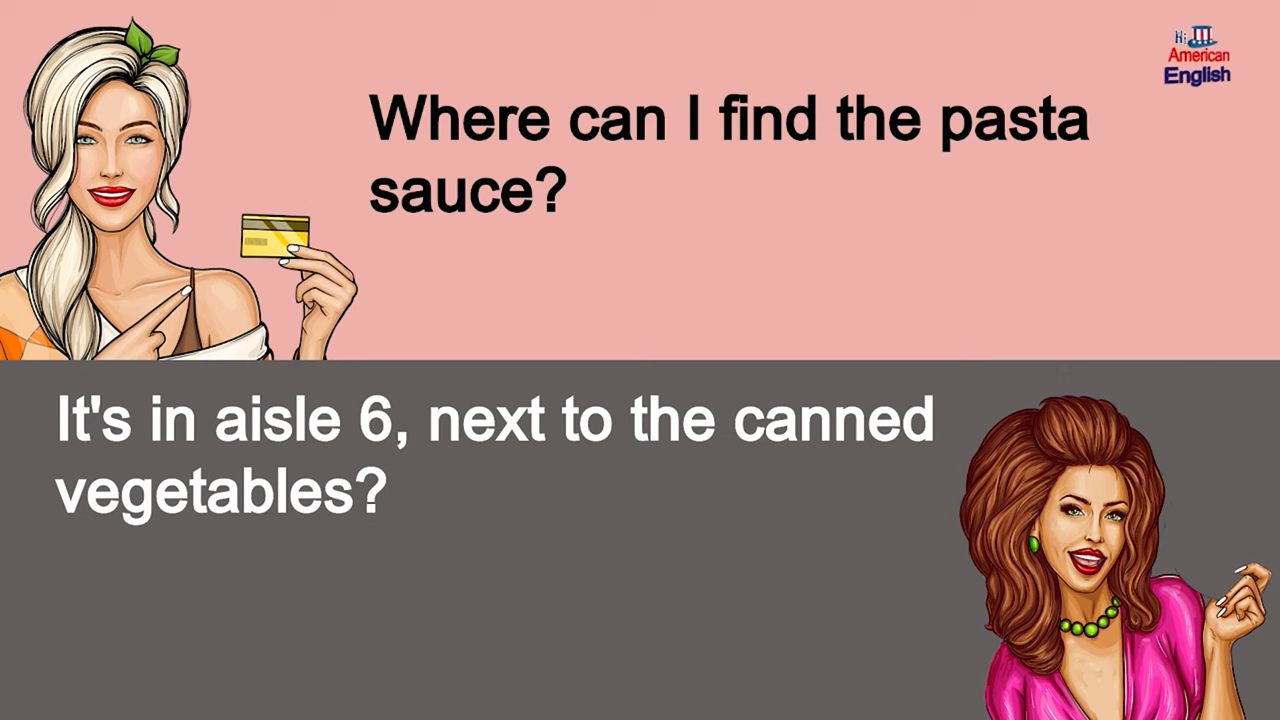 Hi
American
English
Where can I find the pasta
sauce?
It's in aisle 6, next to the canned
vegetables?